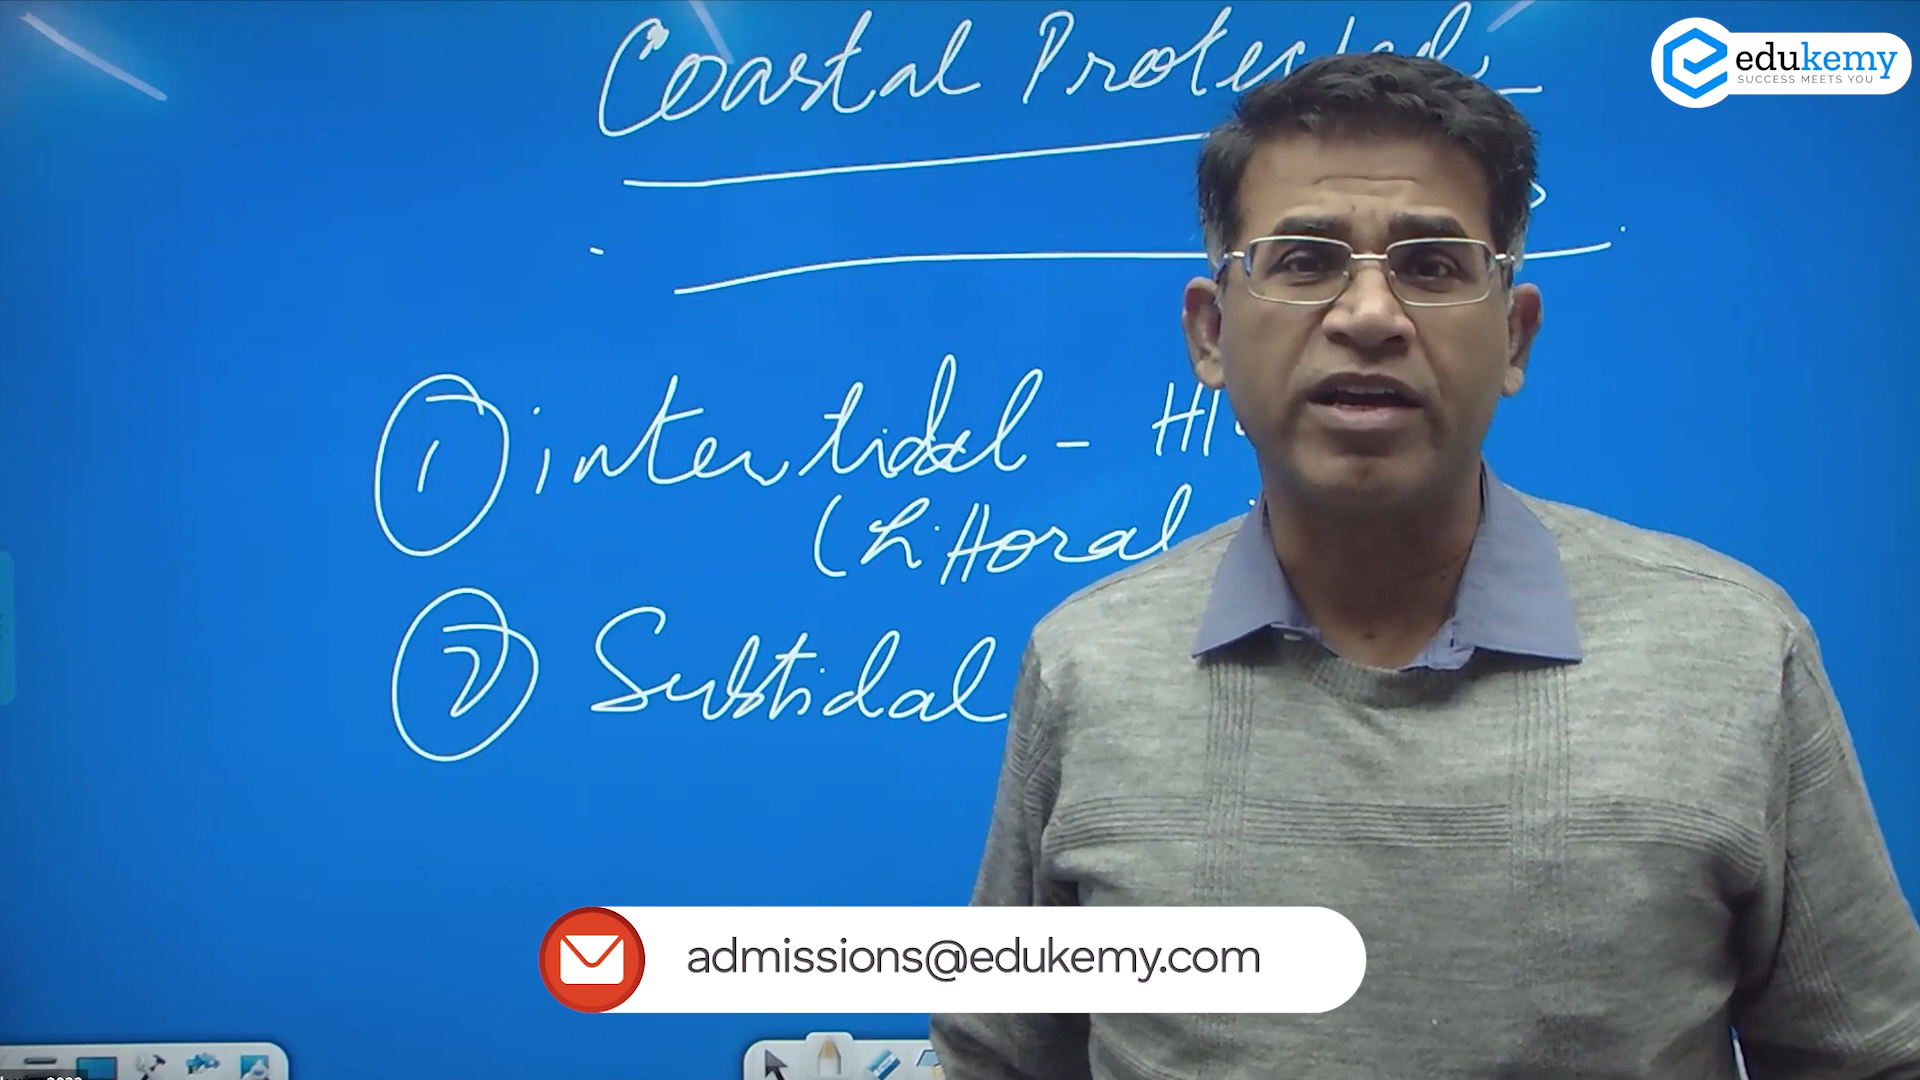 Coastal Protected
edukemy
SUCCESS MEETS YOU
1 intertidal -
(Littoral
2 Subtidal
admissions@edukemy.com